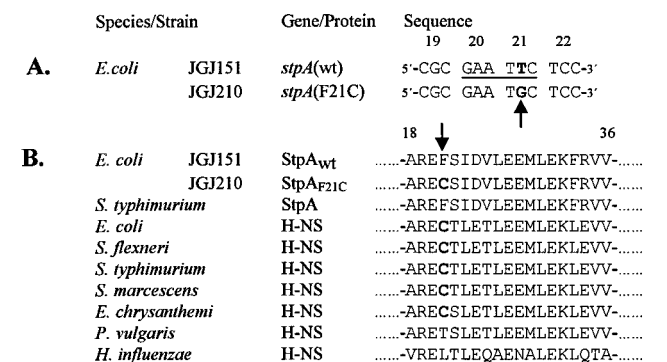 Species/Strain Gene/Protein Sequence
19 20 21 22
A. E.coli JGJ151 stpA(wt) 5′-CGC GAA TTC TCC-3′
JGJ210 stpA(F21C) 5′-CGC GAA TGC TCC-3′
18 36
B. E. coli JGJ151 StpAwt ......-AREFSIDVLEEMLEKFRVV-......
JGJ210 StpAF21C ......-ARECSIDVLEEMLEKFRVV-......
S. typhimurium StpA ......-AREFSIDVLEEMLEKFRVV-......
E. coli H-NS ......-ARECTLETLEEMLEKLEVV-......
S. flexneri H-NS ......-ARECTLETLEEMLEKLEVV-......
S. typhimurium H-NS ......-ARECTLETLEEMLEKLEVV-......
S. marcescens H-NS ......-ARECTLETLEEMLEKLEVV-......
E. chrysanthemi H-NS ......-ARECSLETLEEMLEKLEVV-......
P. vulgaris H-NS ......-ARETSLETLEEMLEKLEVV-......
H. influenzae H-NS ......-VRELTLEQAENALEKLQTA-......